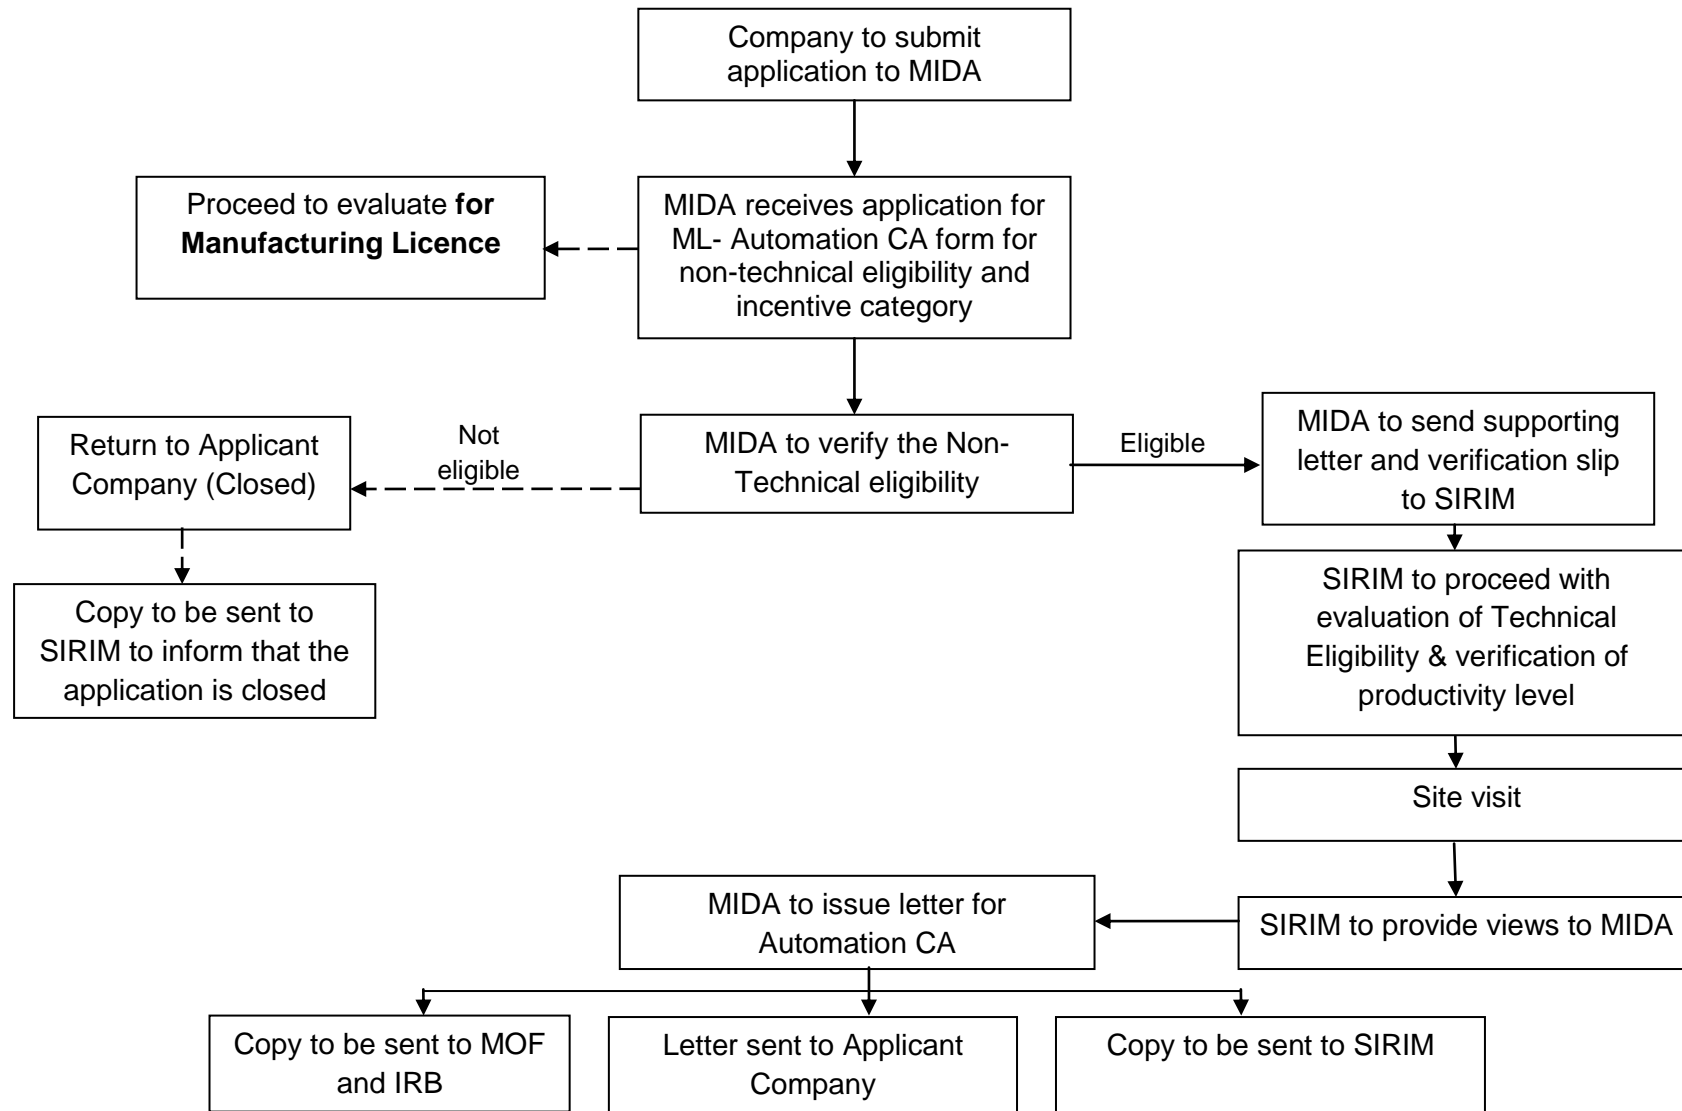 Company to submit
application to MIDA
Proceed to evaluate for
Manufacturing Licence
MIDA receives application for
ML- Automation CA form for
non-technical eligibility and
incentive category
Return to Applicant
Company (Closed)
Not
eligible
MIDA to verify the Non-
Technical eligibility
Eligible
MIDA to send supporting
letter and verification slip
to SIRIM
Copy to be sent to
SIRIM to inform that the
application is closed
SIRIM to proceed with
evaluation of Technical
Eligibility & verification of
productivity level
Site visit
MIDA to issue letter for
Automation CA
SIRIM to provide views to MIDA
Copy to be sent to MOF
and IRB
Letter sent to Applicant
Company
Copy to be sent to SIRIM